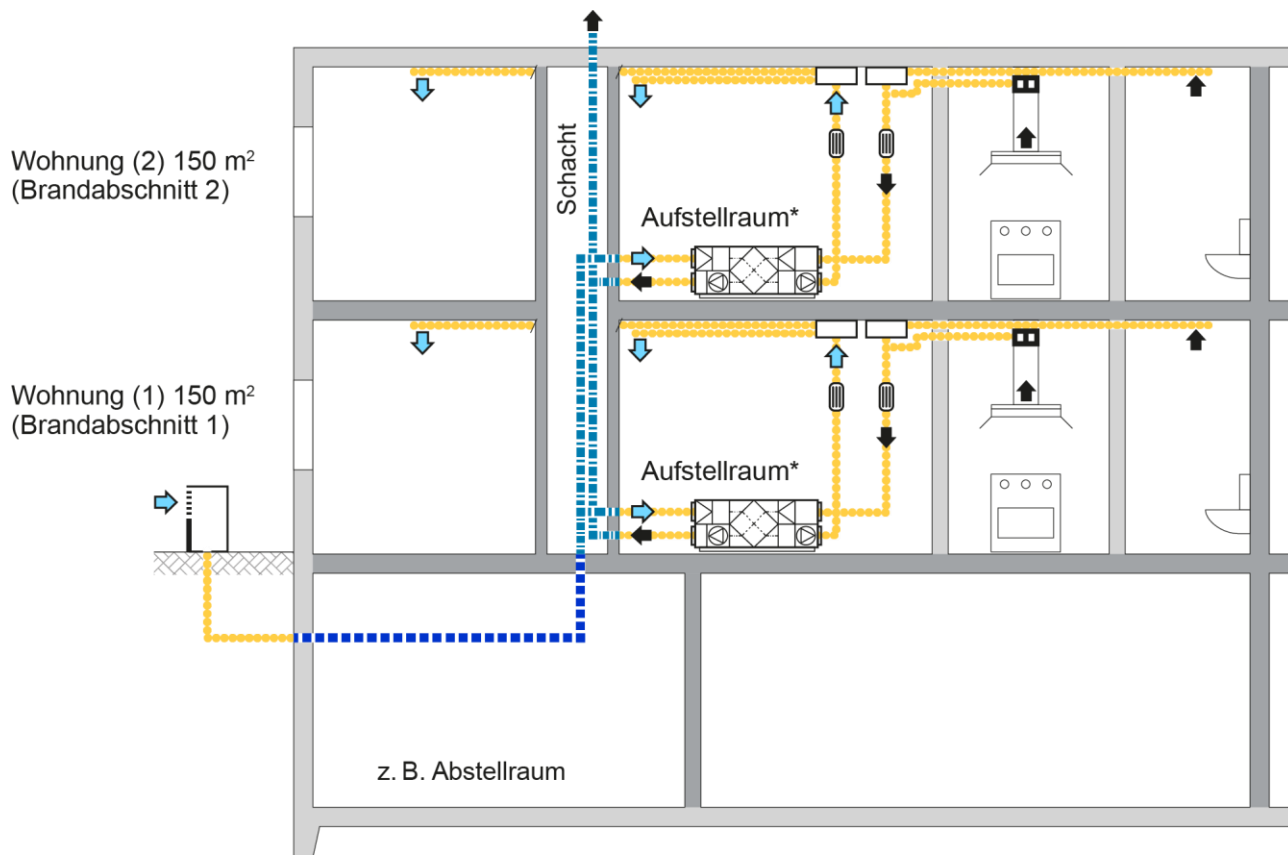 Wohnung (2) 150 m²
(Brandabschnitt 2)
Schacht
Aufstellraum*
Wohnung (1) 150 m²
(Brandabschnitt 1)
Aufstellraum*
z. B. Abstellraum